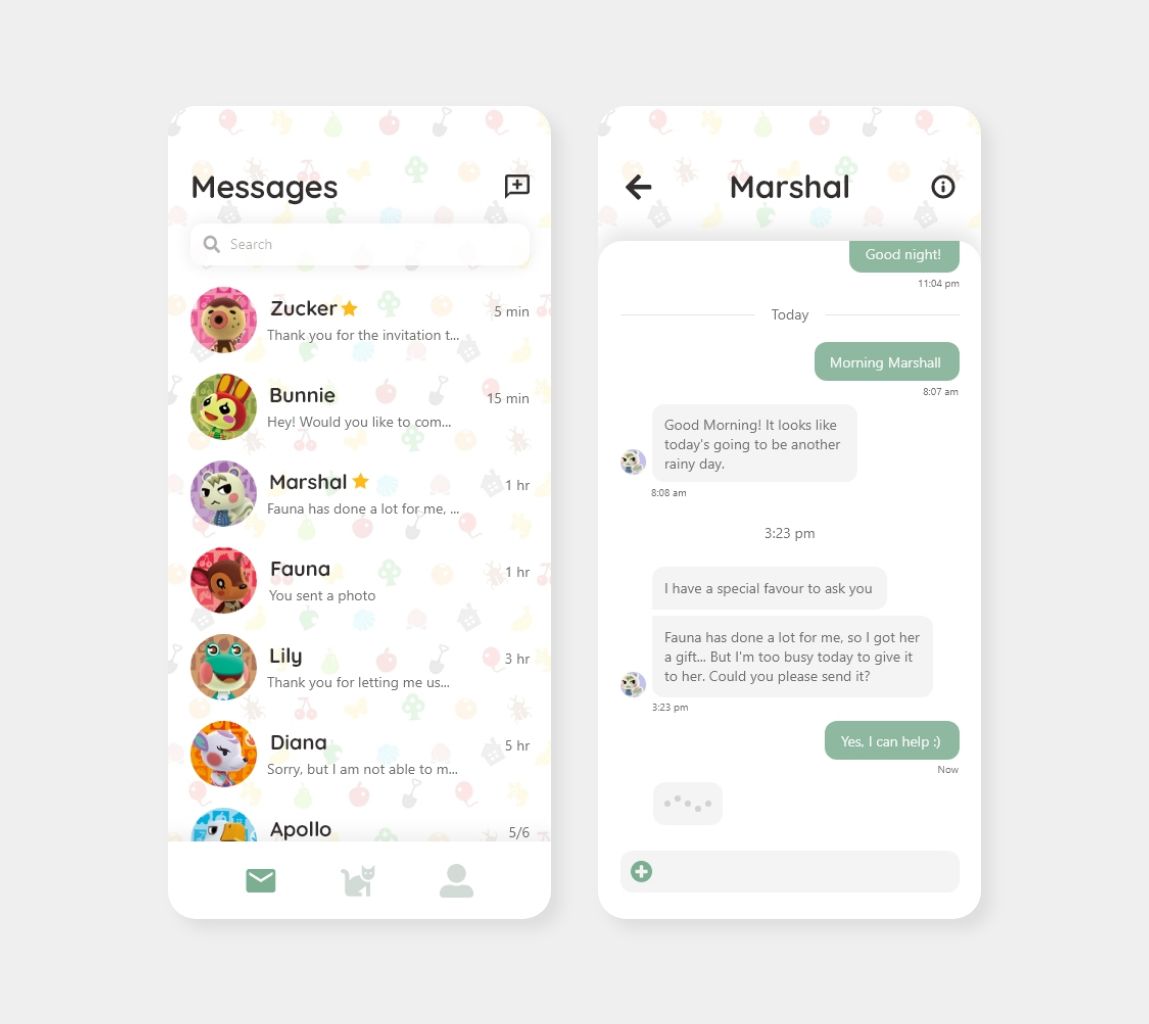 Messages
Search
Zucker
5 min
Thank you for the invitation t...
Bunnie
15 min
Hey! Would you like to com...
Marshal
1 hr
Fauna has done a lot for me, ...
Fauna
1 hr
You sent a photo
Lily
3 hr
Thank you for letting me us...
Diana
5 hr
Sorry, but I am not able to m...
Apollo
5/6
Marshal
Good night!
11:04 pm
Today
Morning Marshall
8:07 am
Good Morning! It looks like
today's going to be another
rainy day.
8:08 am
3:23 pm
I have a special favour to ask you
Fauna has done a lot for me, so I got her
a gift... But I'm too busy today to give it
to her. Could you please send it?
3:23 pm
Yes, I can help :)
Now